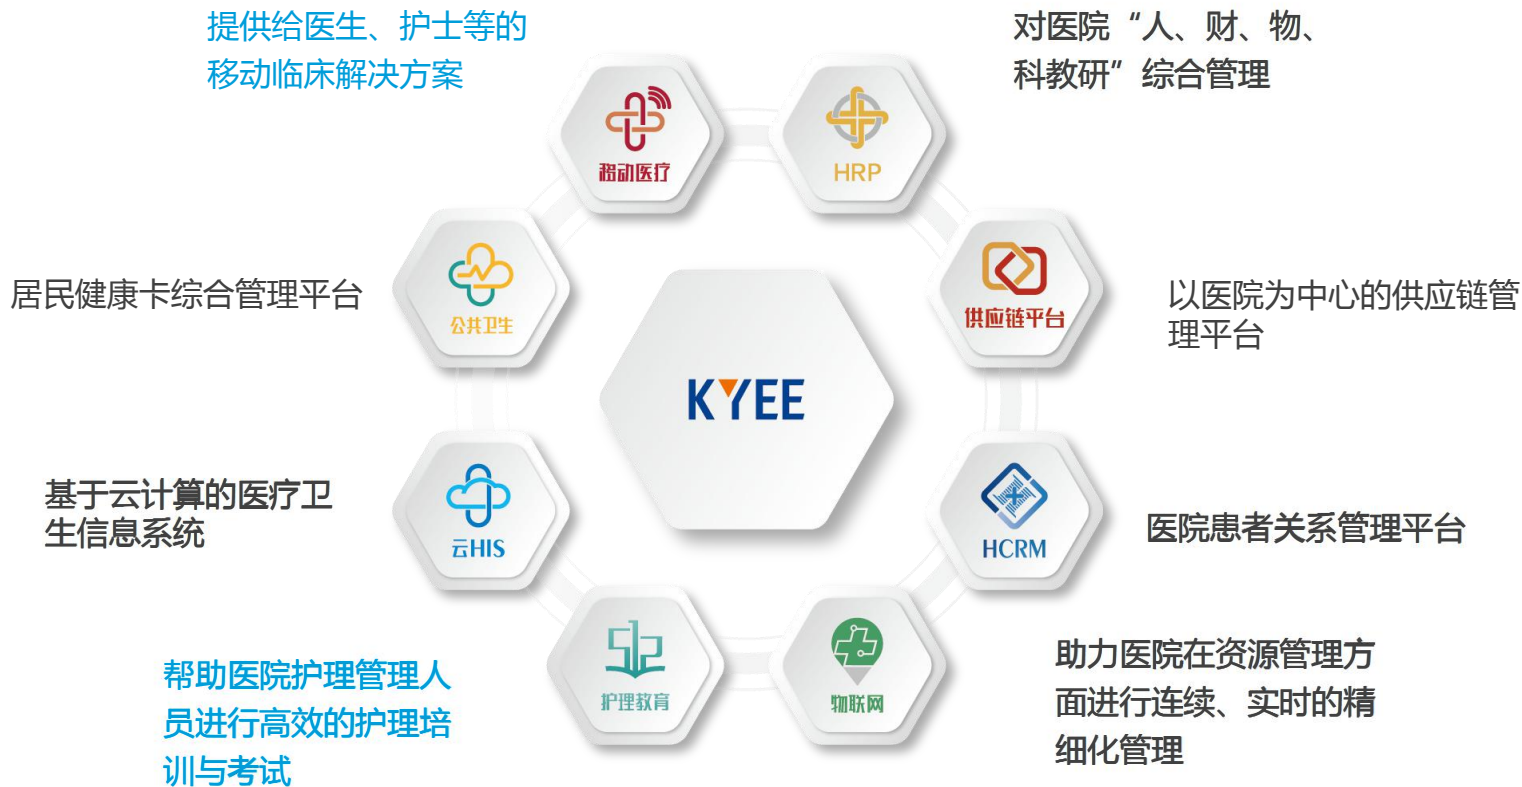 提供给医生、护士等的
移动临床解决方案
对医院“人、财、物、
科教研”综合管理
移动医疗
HRP
居民健康卡综合管理平台
公共卫生
供应链平台
以医院为中心的供应链管
理平台
KYEE
基于云计算的医疗卫
生信息系统
云HIS
HCRM
医院患者关系管理平台
帮助医院护理管理人
员进行高效的护理培
训与考试
护理教育
物联网
助力医院在资源管理方
面进行连续、实时的精
细化管理